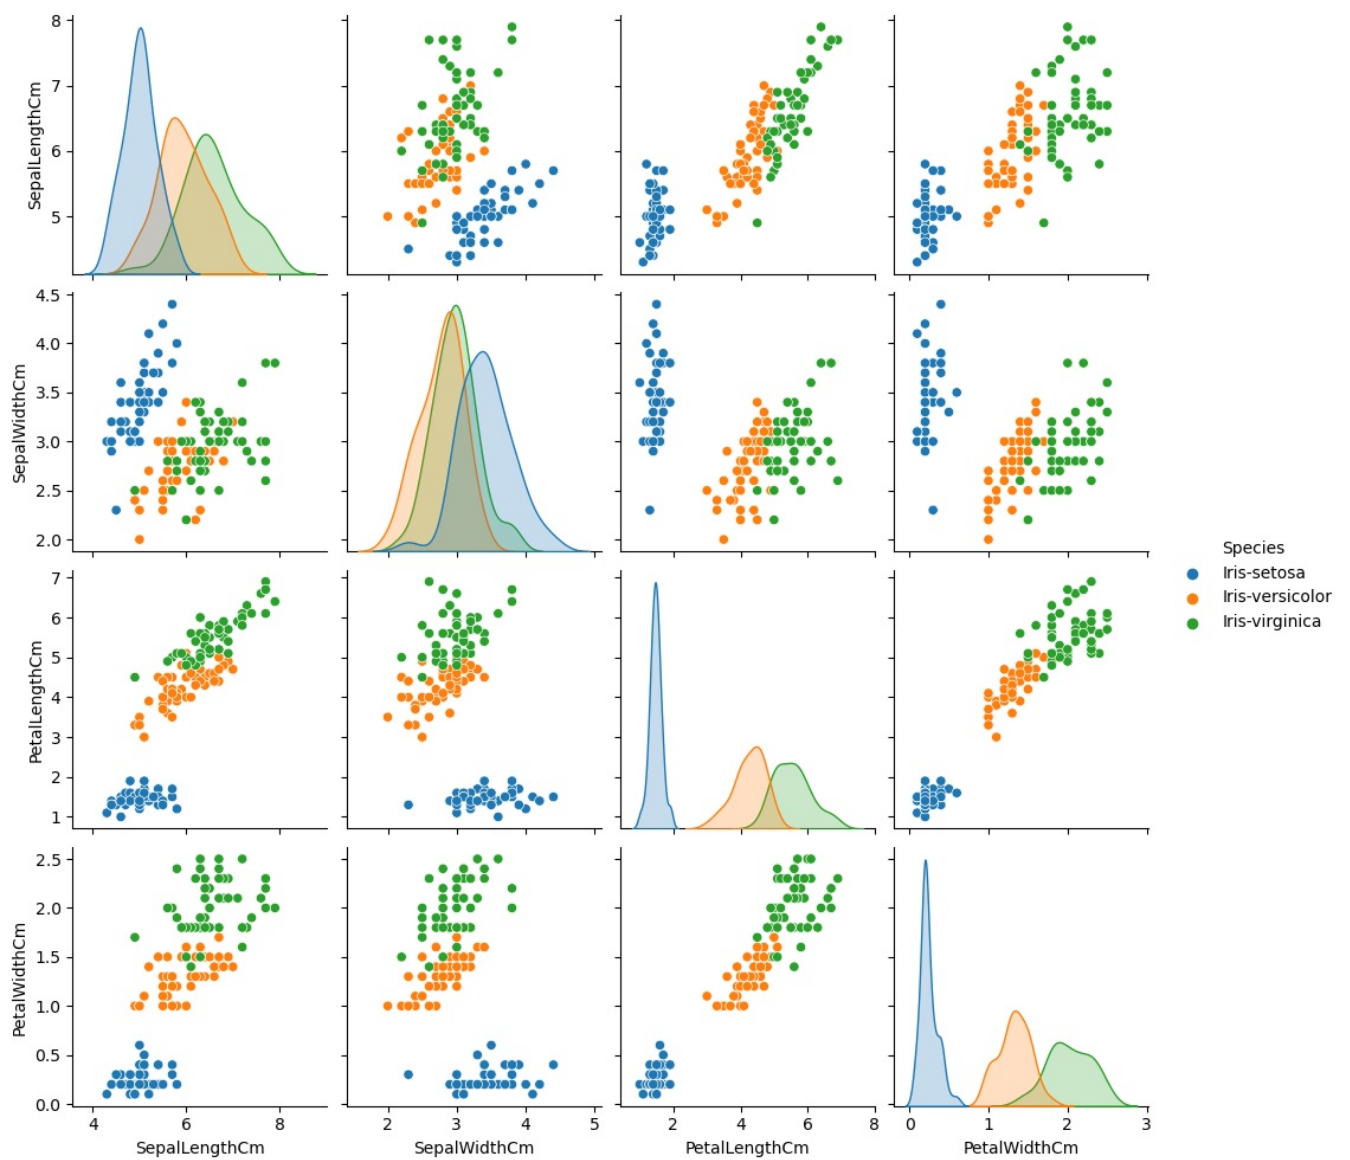 8
7
6
5
SepalLengthCm
4.5
4.0
3.5
3.0
2.5
2.0
SepalWidthCm
Species
Iris-setosa
Iris-versicolor
Iris-virginica
7
6
5
4
3
2
1
PetalLengthCm
2.5
2.0
1.5
1.0
0.5
0.0
PetalWidthCm
4 6 8
2 3 4 5
2 4 6 8
0 1 2 3
SepalLengthCm
SepalWidthCm
PetalLengthCm
PetalWidthCm